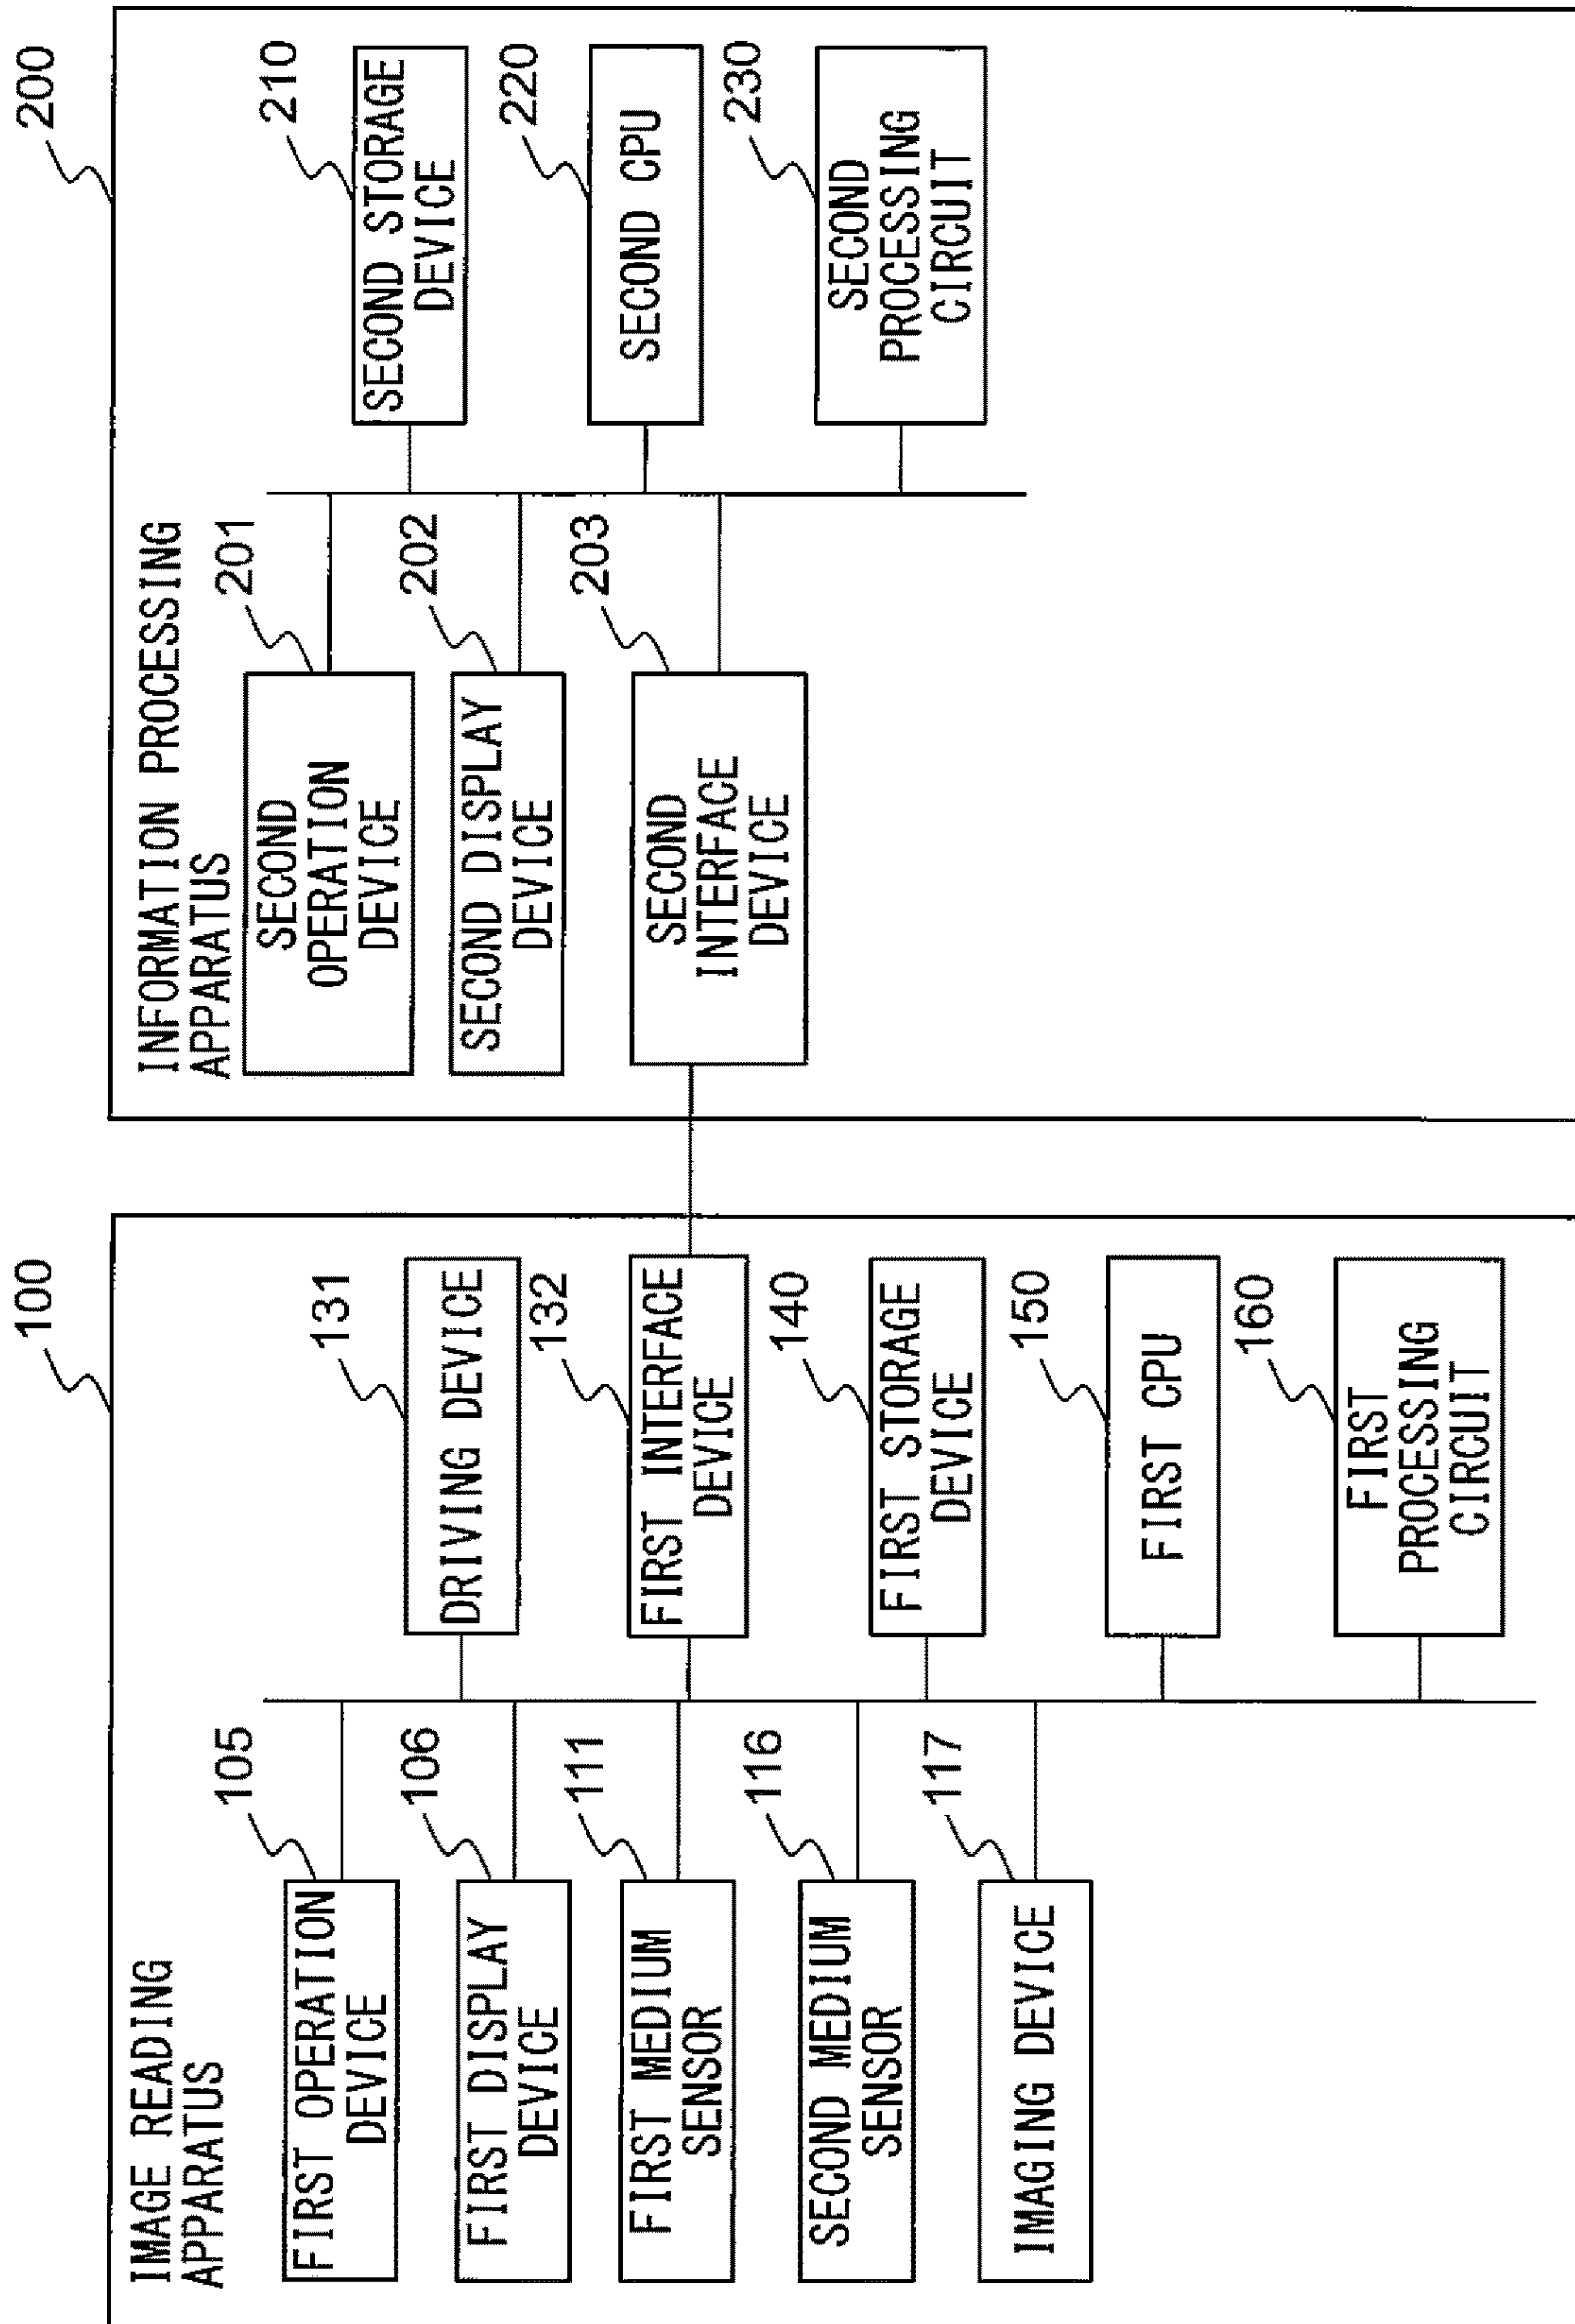 100
IMAGE READING
APPARATUS
105
FIRST OPERATION
DEVICE
106
FIRST DISPLAY
DEVICE
111
FIRST MEDIUM
SENSOR
116
SECOND MEDIUM
SENSOR
117
IMAGING DEVICE
131
DRIVING DEVICE
132
FIRST INTERFACE
DEVICE
140
FIRST STORAGE
DEVICE
150
FIRST CPU
160
FIRST
PROCESSING
CIRCUIT
200
INFORMATION PROCESSING
APPARATUS
201
SECOND
OPERATION
DEVICE
202
SECOND DISPLAY
DEVICE
203
SECOND
INTERFACE
DEVICE
210
SECOND STORAGE
DEVICE
220
SECOND CPU
230
SECOND
PROCESSING
CIRCUIT